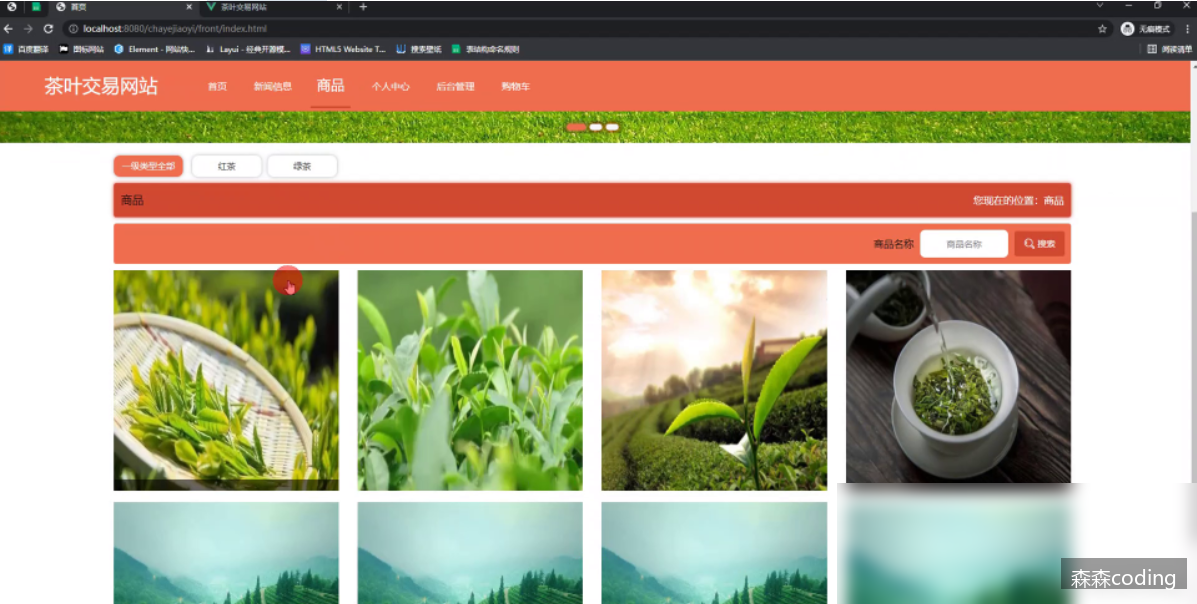 首页
茶叶交易网站
localhost:8080/chayejiaoyi/front/index.html
无痕模式
百度翻译
图标网站
Element - 网站快...
Layui - 经典开源模...
HTML5 Website T...
搜索壁纸
表结构命名规则
阅读清单
茶叶交易网站
首页
新闻信息
商品
个人中心
后台管理
购物车
一级类型全部
红茶
绿茶
商品
您现在的位置：商品
商品名称
商品名称
搜索
森森coding